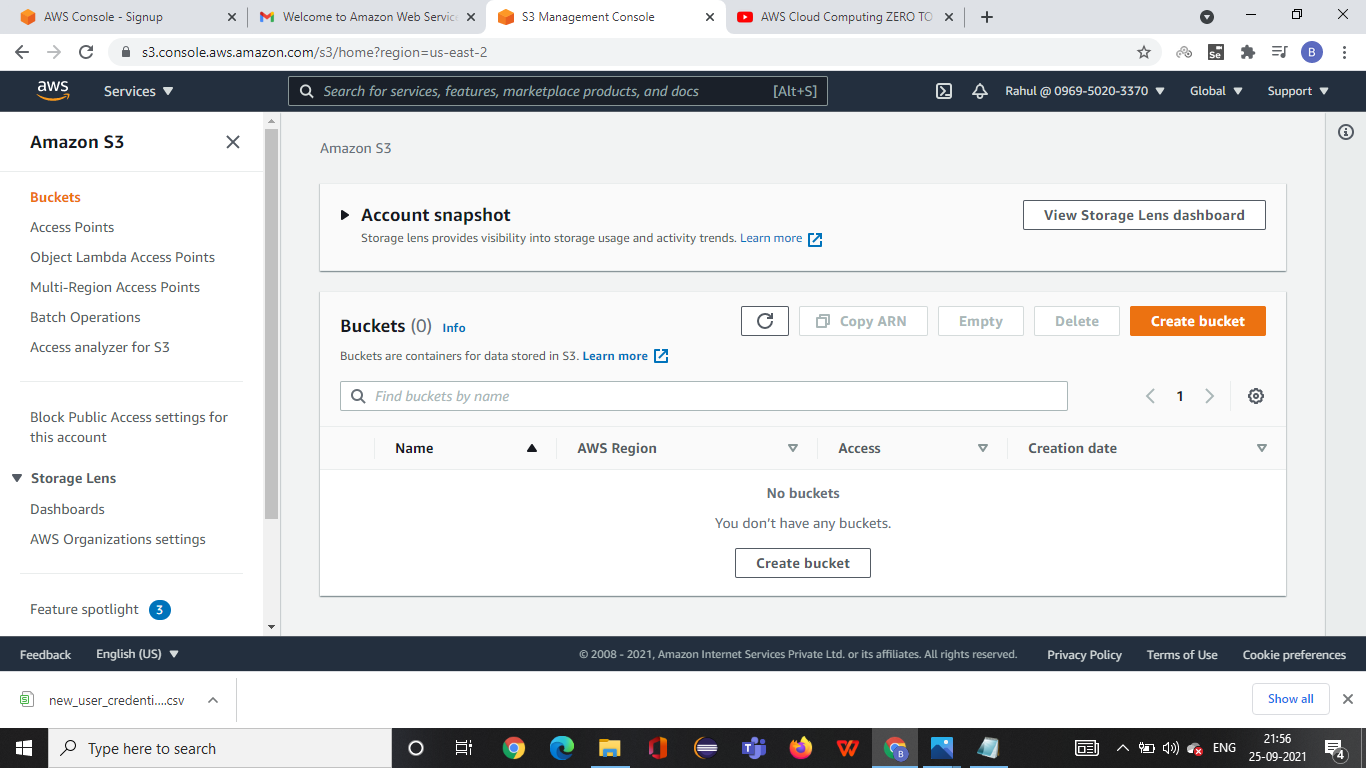 AWS Console - Signup
Welcome to Amazon Web Servic
S3 Management Console
AWS Cloud Computing ZERO TO
s3.console.aws.amazon.com/s3/home?region=us-east-2
Se
B
aws
Services
Search for services, features, marketplace products, and docs
[Alt+S]
Rahul @ 0969-5020-3370
Global
Support
Amazon S3
Buckets
Access Points
Object Lambda Access Points
Multi-Region Access Points
Batch Operations
Access analyzer for S3
Block Public Access settings for
this account
Storage Lens
Dashboards
AWS Organizations settings
Feature spotlight 3
Amazon S3
Account snapshot
View Storage Lens dashboard
Storage lens provides visibility into storage usage and activity trends. Learn more
Buckets (0) Info
Copy ARN
Empty
Delete
Create bucket
Buckets are containers for data stored in S3. Learn more
Find buckets by name
1
Name
AWS Region
Access
Creation date
No buckets
You don't have any buckets.
Create bucket
Feedback
English (US)
© 2008 - 2021, Amazon Internet Services Private Ltd. or its affiliates. All rights reserved.
Privacy Policy
Terms of Use
Cookie preferences
new_user_credenti....csv
Show all
Type here to search
B
ENG
21:56
25-09-2021
4